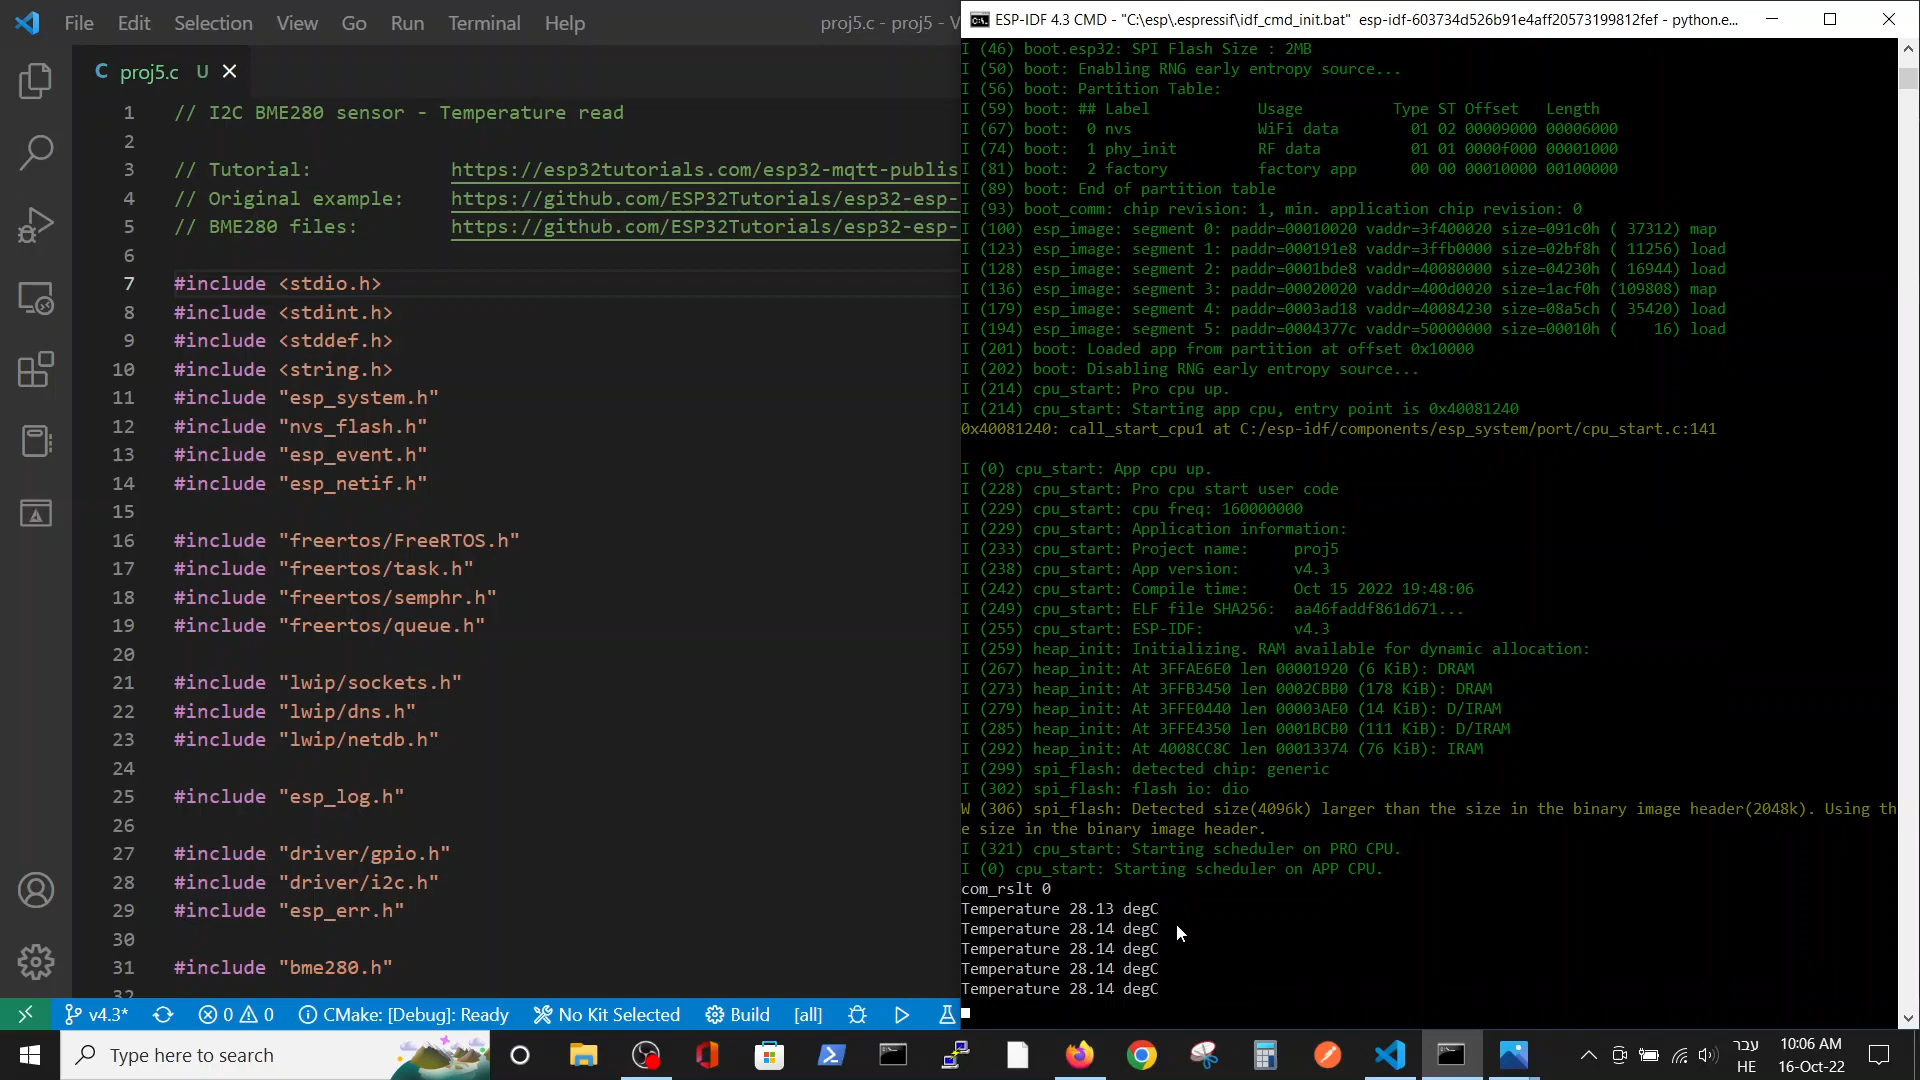 File Edit Selection View Go Run Terminal Help
proj5.c - proj5 - V
C proj5.c U
1 // I2C BME280 sensor - Temperature read
2
3 // Tutorial: https://esp32tutorials.com/esp32-mqtt-publis
4 // Original example: https://github.com/ESP32Tutorials/esp32-esp-
5 // BME280 files: https://github.com/ESP32Tutorials/esp32-esp-
6
7 #include <stdio.h>
8 #include <stdint.h>
9 #include <stddef.h>
10 #include <string.h>
11 #include "esp_system.h"
12 #include "nvs_flash.h"
13 #include "esp_event.h"
14 #include "esp_netif.h"
15
16 #include "freertos/FreeRTOS.h"
17 #include "freertos/task.h"
18 #include "freertos/semphr.h"
19 #include "freertos/queue.h"
20
21 #include "lwip/sockets.h"
22 #include "lwip/dns.h"
23 #include "lwip/netdb.h"
24
25 #include "esp_log.h"
26
27 #include "driver/gpio.h"
28 #include "driver/i2c.h"
29 #include "esp_err.h"
30
31 #include "bme280.h"
32
v4.3* 0 0 CMake: [Debug]: Ready No Kit Selected Build [all]
ESP-IDF 4.3 CMD - "C:\esp\.espressif\idf_cmd_init.bat" esp-idf-603734d526b91e4aff20573199812fef - python.e...
I (46) boot.esp32: SPI Flash Size : 2MB
I (50) boot: Enabling RNG early entropy source...
I (56) boot: Partition Table:
I (59) boot: ## Label Usage Type ST Offset Length
I (67) boot: 0 nvs WiFi data 01 02 00009000 00006000
I (74) boot: 1 phy_init RF data 01 01 0000f000 00001000
I (81) boot: 2 factory factory app 00 00 00010000 00100000
I (89) boot: End of partition table
I (93) boot_comm: chip revision: 1, min. application chip revision: 0
I (100) esp_image: segment 0: paddr=00010020 vaddr=3f400020 size=091c0h ( 37312) map
I (123) esp_image: segment 1: paddr=000191e8 vaddr=3ffb0000 size=02bf8h ( 11256) load
I (128) esp_image: segment 2: paddr=0001bde8 vaddr=40080000 size=04230h ( 16944) load
I (136) esp_image: segment 3: paddr=00020020 vaddr=400d0020 size=1acf0h (109808) map
I (179) esp_image: segment 4: paddr=0003ad18 vaddr=40084230 size=08a5ch ( 35420) load
I (194) esp_image: segment 5: paddr=0004377c vaddr=50000000 size=00010h ( 16) load
I (201) boot: Loaded app from partition at offset 0x10000
I (202) boot: Disabling RNG early entropy source...
I (214) cpu_start: Pro cpu up.
I (214) cpu_start: Starting app cpu, entry point is 0x40081240
0x40081240: call_start_cpu1 at C:/esp-idf/components/esp_system/port/cpu_start.c:141
I (0) cpu_start: App cpu up.
I (228) cpu_start: Pro cpu start user code
I (229) cpu_start: cpu freq: 160000000
I (229) cpu_start: Application information:
I (233) cpu_start: Project name: proj5
I (238) cpu_start: App version: v4.3
I (242) cpu_start: Compile time: Oct 15 2022 19:48:06
I (249) cpu_start: ELF file SHA256: aa46faddf861d671...
I (255) cpu_start: ESP-IDF: v4.3
I (259) heap_init: Initializing. RAM available for dynamic allocation:
I (267) heap_init: At 3FFAE6E0 len 00001920 (6 KiB): DRAM
I (273) heap_init: At 3FFB3450 len 0002CBB0 (178 KiB): DRAM
I (279) heap_init: At 3FFE0440 len 00003AE0 (14 KiB): D/IRAM
I (285) heap_init: At 3FFE4350 len 0001BCB0 (111 KiB): D/IRAM
I (292) heap_init: At 4008CC8C len 00013374 (76 KiB): IRAM
I (299) spi_flash: detected chip: generic
I (302) spi_flash: flash io: dio
W (306) spi_flash: Detected size(4096k) larger than the size in the binary image header(2048k). Using th
e size in the binary image header.
I (321) cpu_start: Starting scheduler on PRO CPU.
I (0) cpu_start: Starting scheduler on APP CPU.
com_rslt 0
Temperature 28.13 degC
Temperature 28.14 degC
Temperature 28.14 degC
Temperature 28.14 degC
Temperature 28.14 degC
Type here to search
עבר
HE
10:06 AM
16-Oct-22